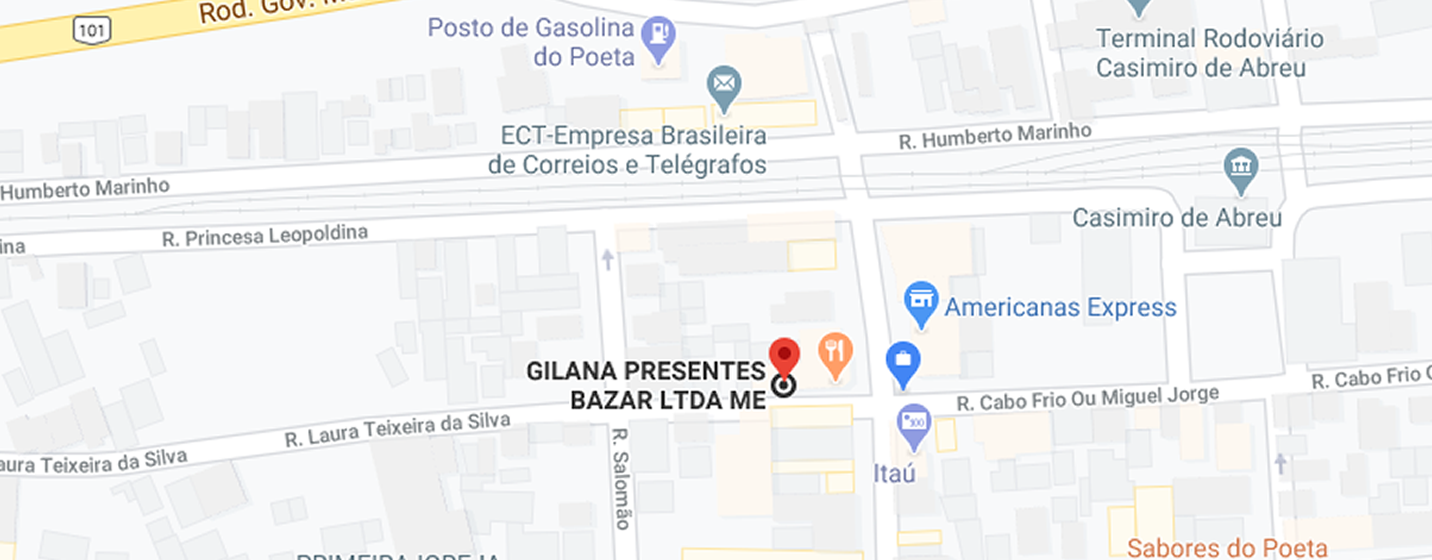 Rod. Gov.
101
Posto de Gasolina
do Poeta
Terminal Rodoviário
Casimiro de Abreu
ECT-Empresa Brasileira
de Correios e Telégrafos
R. Humberto Marinho
Humberto Marinho
Casimiro de Abreu
R. Princesa Leopoldina
ina
Americanas Express
GILANA PRESENTES
BAZAR LTDA ME
R. Cabo Frio Ou Miguel Jorge
R. Cabo Frio
R. Laura Teixeira da Silva
aura Teixeira da Silva
R. Salomão
100
Itaú
Sabores do Poeta